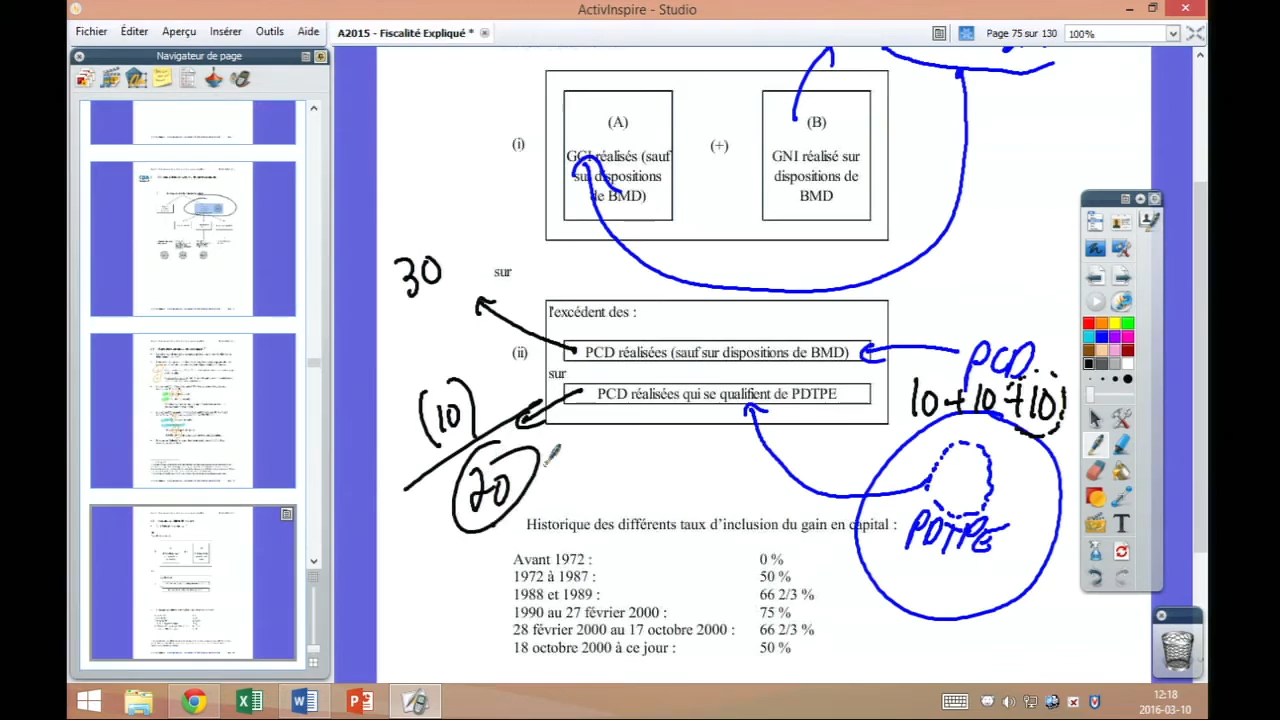 ActivInspire - Studio
Fichier Éditer Aperçu Insérer Outils Aide
A2015 - Fiscalité Expliqué *
Page 75 sur 130
100%
Navigateur de page
(i)
(A)
GCI réalisés (sauf
sur dispositions
de BMD)
(+)
(B)
GNI réalisé sur
dispositions de
BMD
30
sur
l'excédent des :
(ii)
PCD réalisées (sauf sur dispositions de BMD)
sur
PCD réalisées qui se qualifient de PDTPE
PCD...
10 + 10 + 10
(10)
20
PDTPE
Historique des différents taux d'inclusion du gain en capital :
Avant 1972 : 0 %
1972 à 1987 : 50 %
1988 et 1989 : 66 2/3 %
1990 au 27 février 2000 : 75 %
28 février 2000 au 17 octobre 2000 : 66 2/3 %
18 octobre 2000 à ce jour : 50 %
12:18
2016-03-10